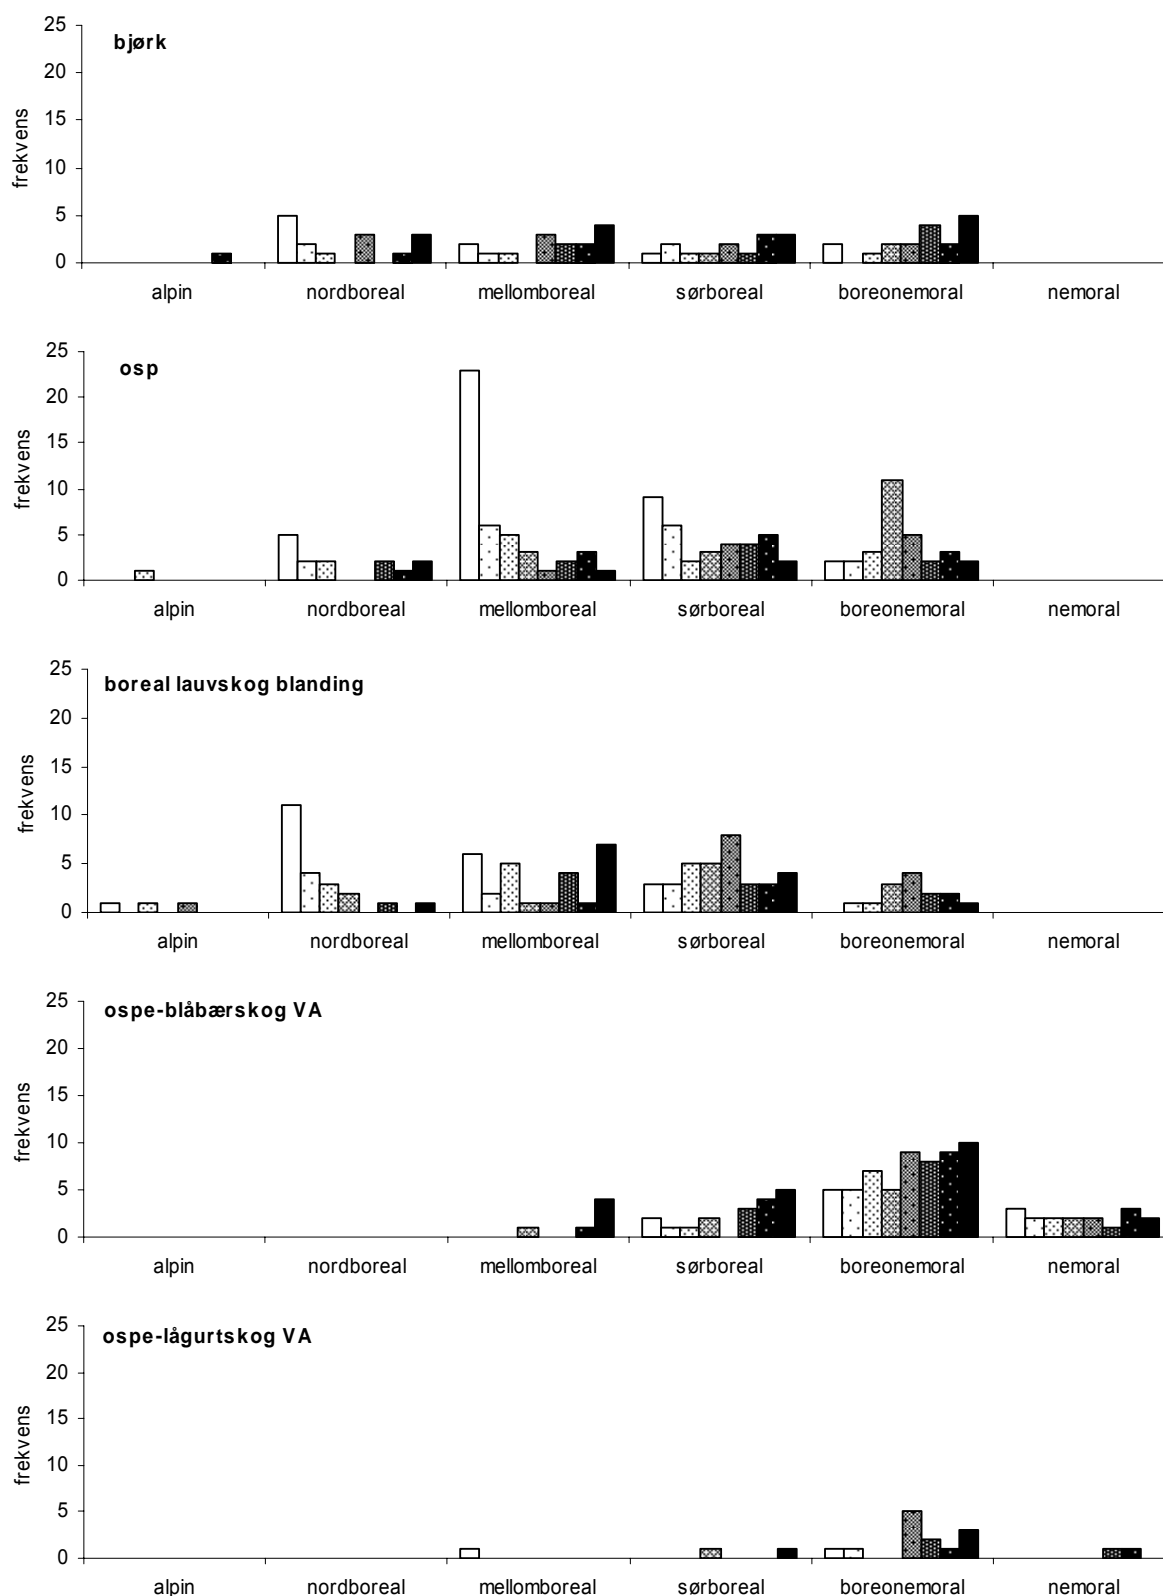 bjørk
frekvens
25
20
15
10
5
0
alpin nordboreal mellomboreal sørboreal boreonemoral nemoral
osp
frekvens
25
20
15
10
5
0
alpin nordboreal mellomboreal sørboreal boreonemoral nemoral
boreal lauvskog blanding
frekvens
25
20
15
10
5
0
alpin nordboreal mellomboreal sørboreal boreonemoral nemoral
ospe-blåbærskog VA
frekvens
25
20
15
10
5
0
alpin nordboreal mellomboreal sørboreal boreonemoral nemoral
ospe-lågurtskog VA
frekvens
25
20
15
10
5
0
alpin nordboreal mellomboreal sørboreal boreonemoral nemoral